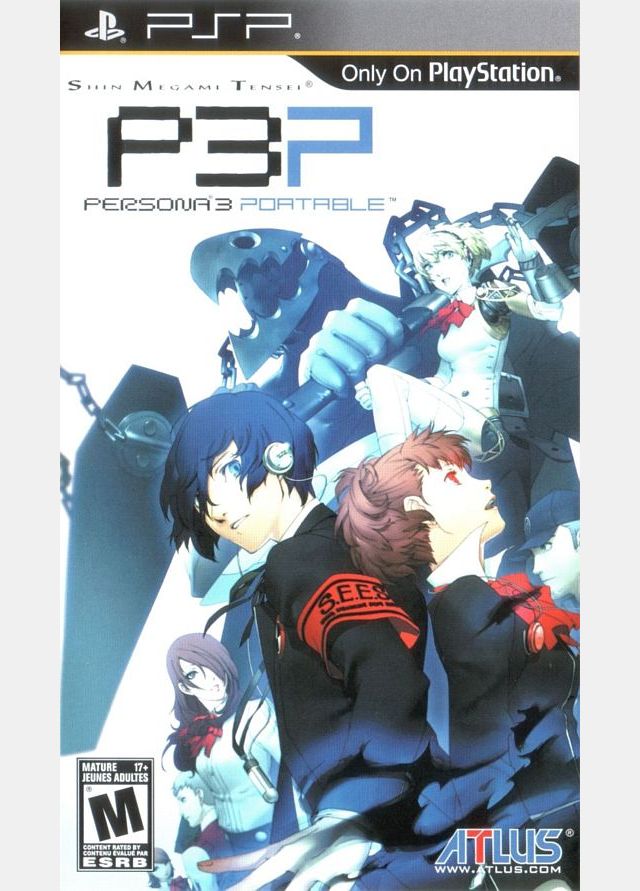 PSP®
Only On PlayStation®
Shin Megami Tensei®
P3P
PERSONA®3 PORTABLE™
S.E.E.S
MATURE 17+
JEUNES ADULTES
M®
CONTENT RATED BY
CONTENU ÉVALUÉ PAR
ESRB
ATLUS®
WWW.ATLUS.COM